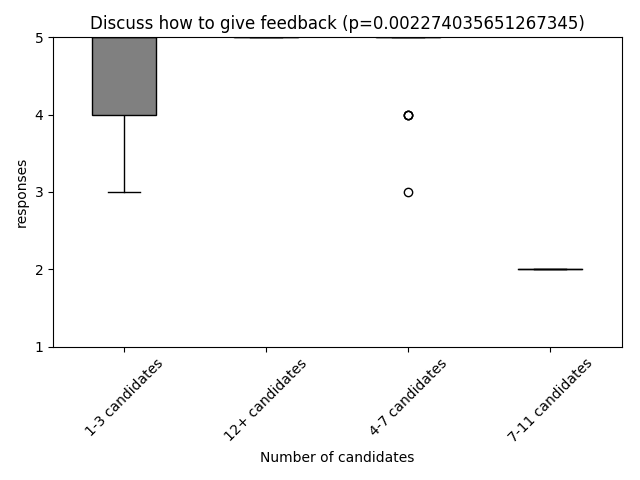 Discuss how to give feedback (p=0.002274035651267345)
5
4
3
2
1
responses
1-3 candidates
12+ candidates
4-7 candidates
7-11 candidates
Number of candidates